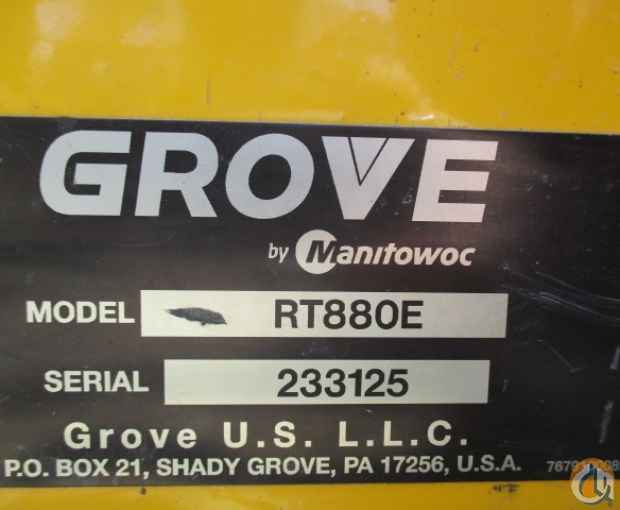 GROVE
by Manitowoc
MODEL RT880E
SERIAL 233125
Grove U.S. L.L.C.
P.O. BOX 21, SHADY GROVE, PA 17256, U.S.A.